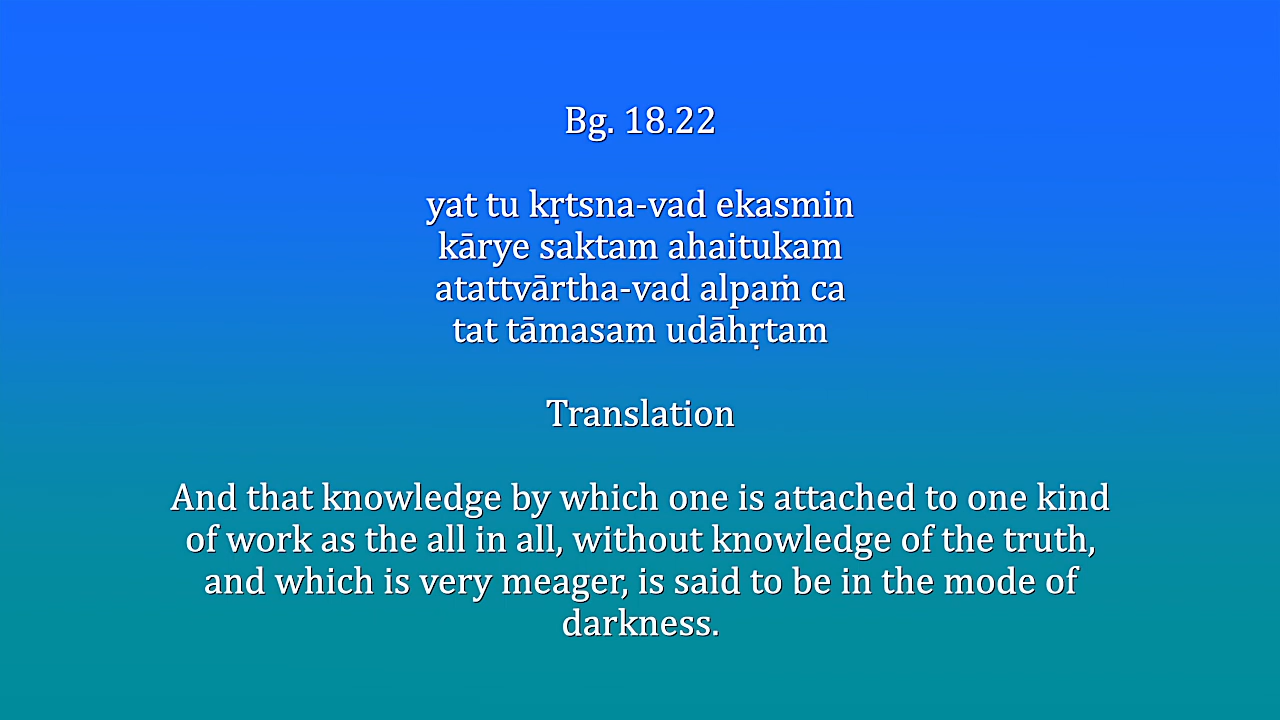 Bg. 18.22
yat tu kṛtsna-vad ekasmin
kārye saktam ahaitukam
atattvārtha-vad alpaṁ ca
tat tāmasam udāhṛtam
Translation
And that knowledge by which one is attached to one kind
of work as the all in all, without knowledge of the truth,
and which is very meager, is said to be in the mode of
darkness.